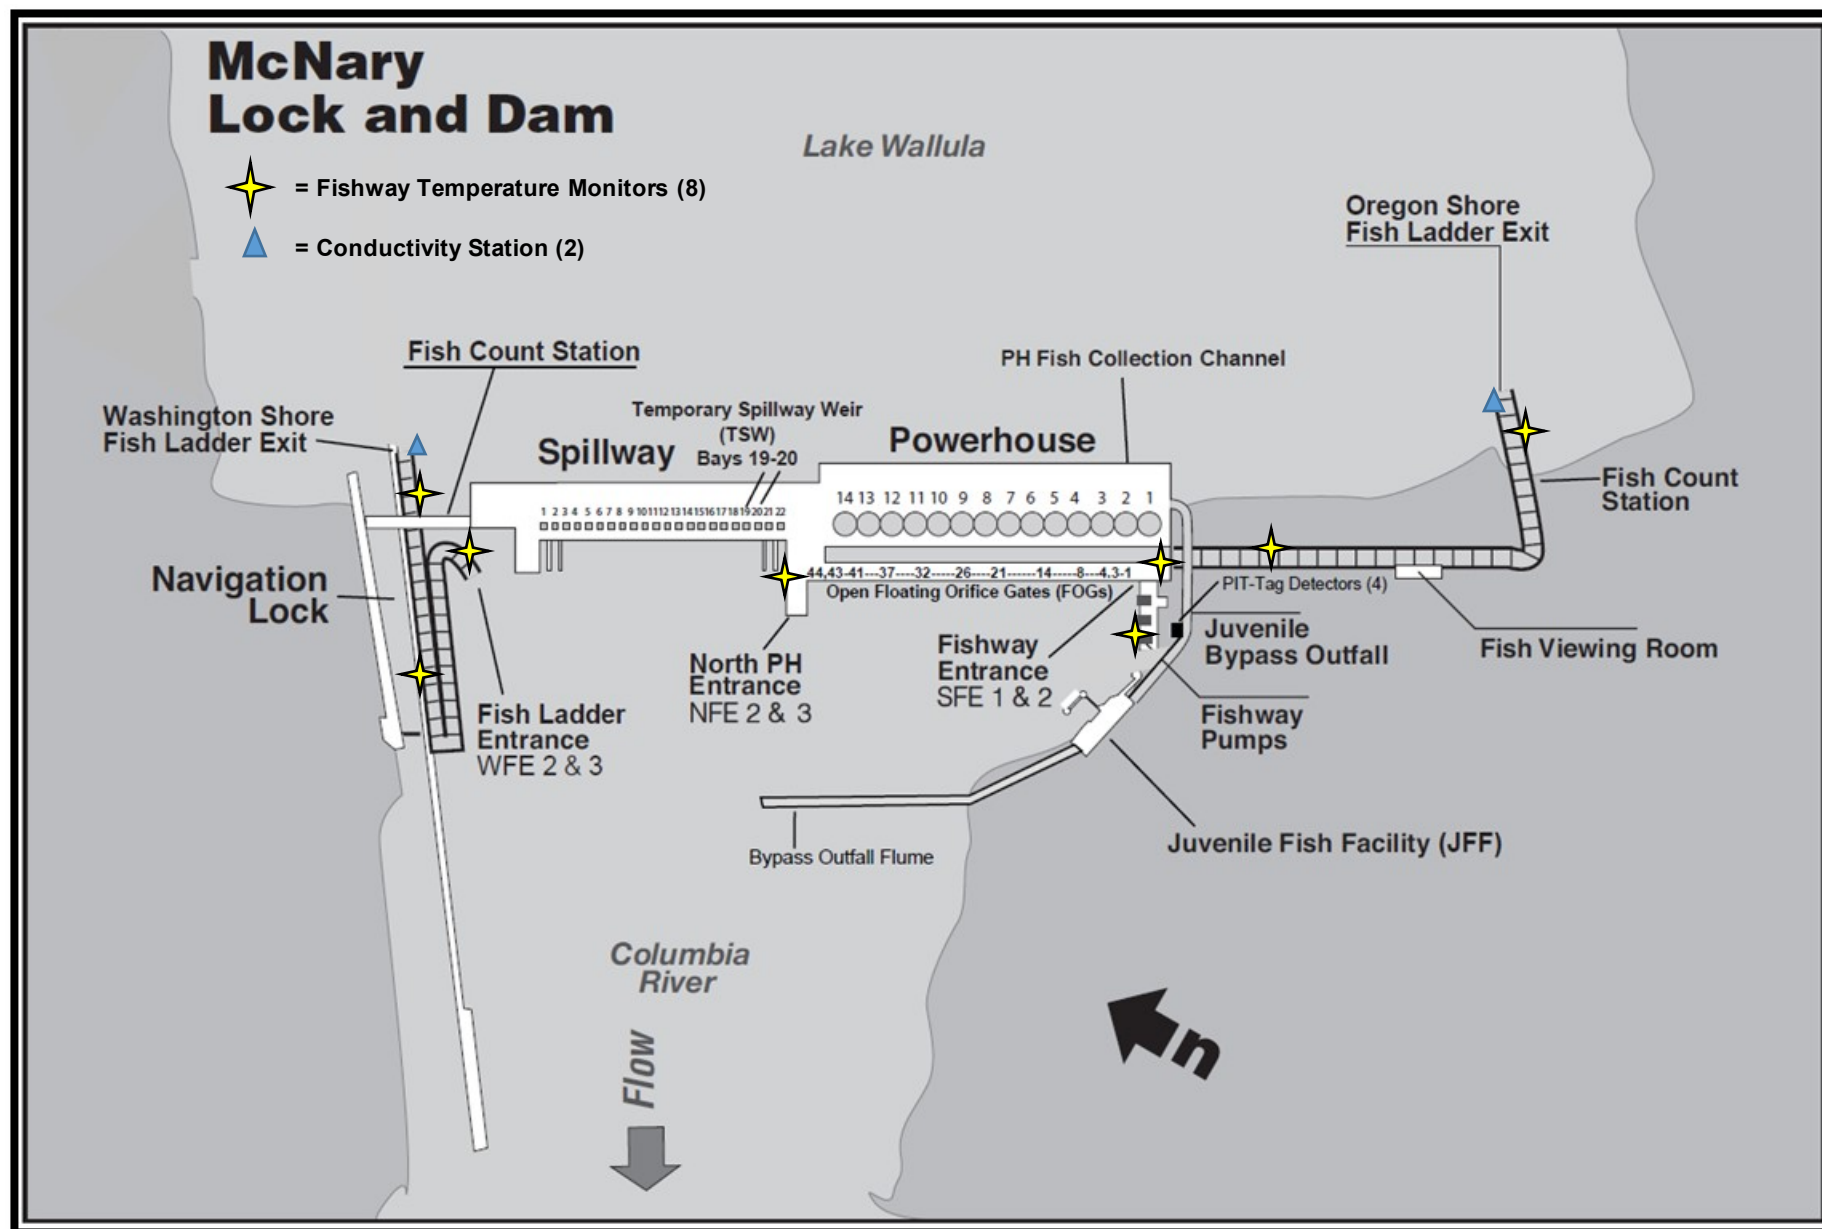 McNary
Lock and Dam
= Fishway Temperature Monitors (8)
= Conductivity Station (2)
Lake Wallula
Oregon Shore
Fish Ladder Exit
Fish Count Station
PH Fish Collection Channel
Washington Shore
Fish Ladder Exit
Temporary Spillway Weir
(TSW)
Bays 19-20
Spillway
Powerhouse
Fish Count
Station
14 13 12 11 10 9 8 7 6 5 4 3 2 1
1 2 3 4 5 6 7 8 9 10 11 12 13 14 15 16 17 18 19 20 21 22
Navigation
Lock
44,43-41---37----32-----26----21------14-----8---4.3-1
Open Floating Orifice Gates (FOGs)
PIT-Tag Detectors (4)
Juvenile
Bypass Outfall
Fish Viewing Room
Fishway
Entrance
SFE 1 & 2
North PH
Entrance
NFE 2 & 3
Fish Ladder
Entrance
WFE 2 & 3
Fishway
Pumps
Juvenile Fish Facility (JFF)
Bypass Outfall Flume
Columbia
River
Flow
n